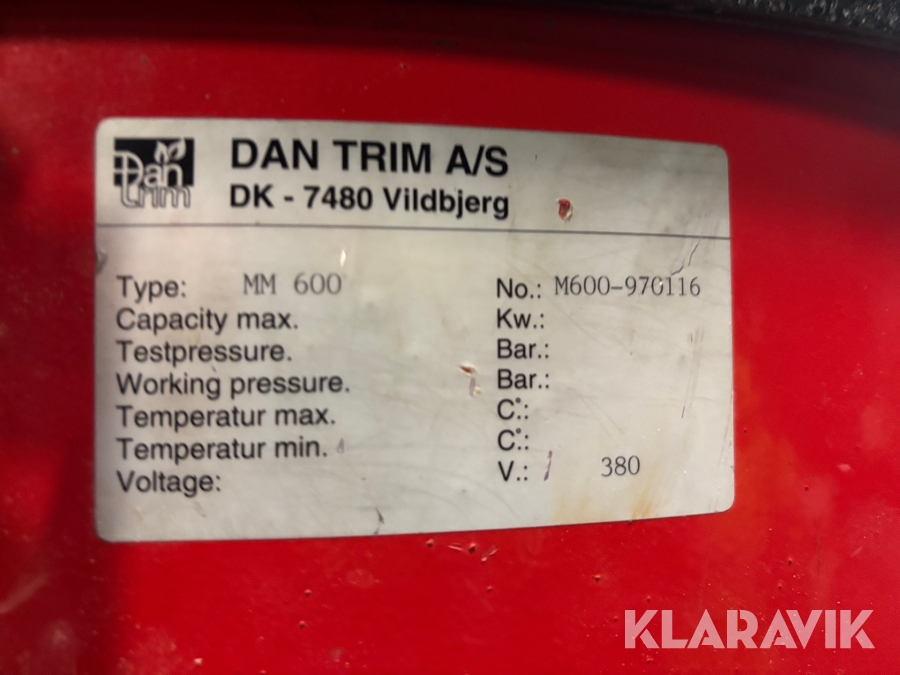 Dan
trim
DAN TRIM A/S
DK - 7480 Vildbjerg
Type: MM 600 No.: M600-970116
Capacity max. Kw.:
Testpressure. Bar.:
Working pressure. Bar.:
Temperatur max. C°.:
Temperatur min. C°.:
Voltage: V.: 380
KLARAVIK